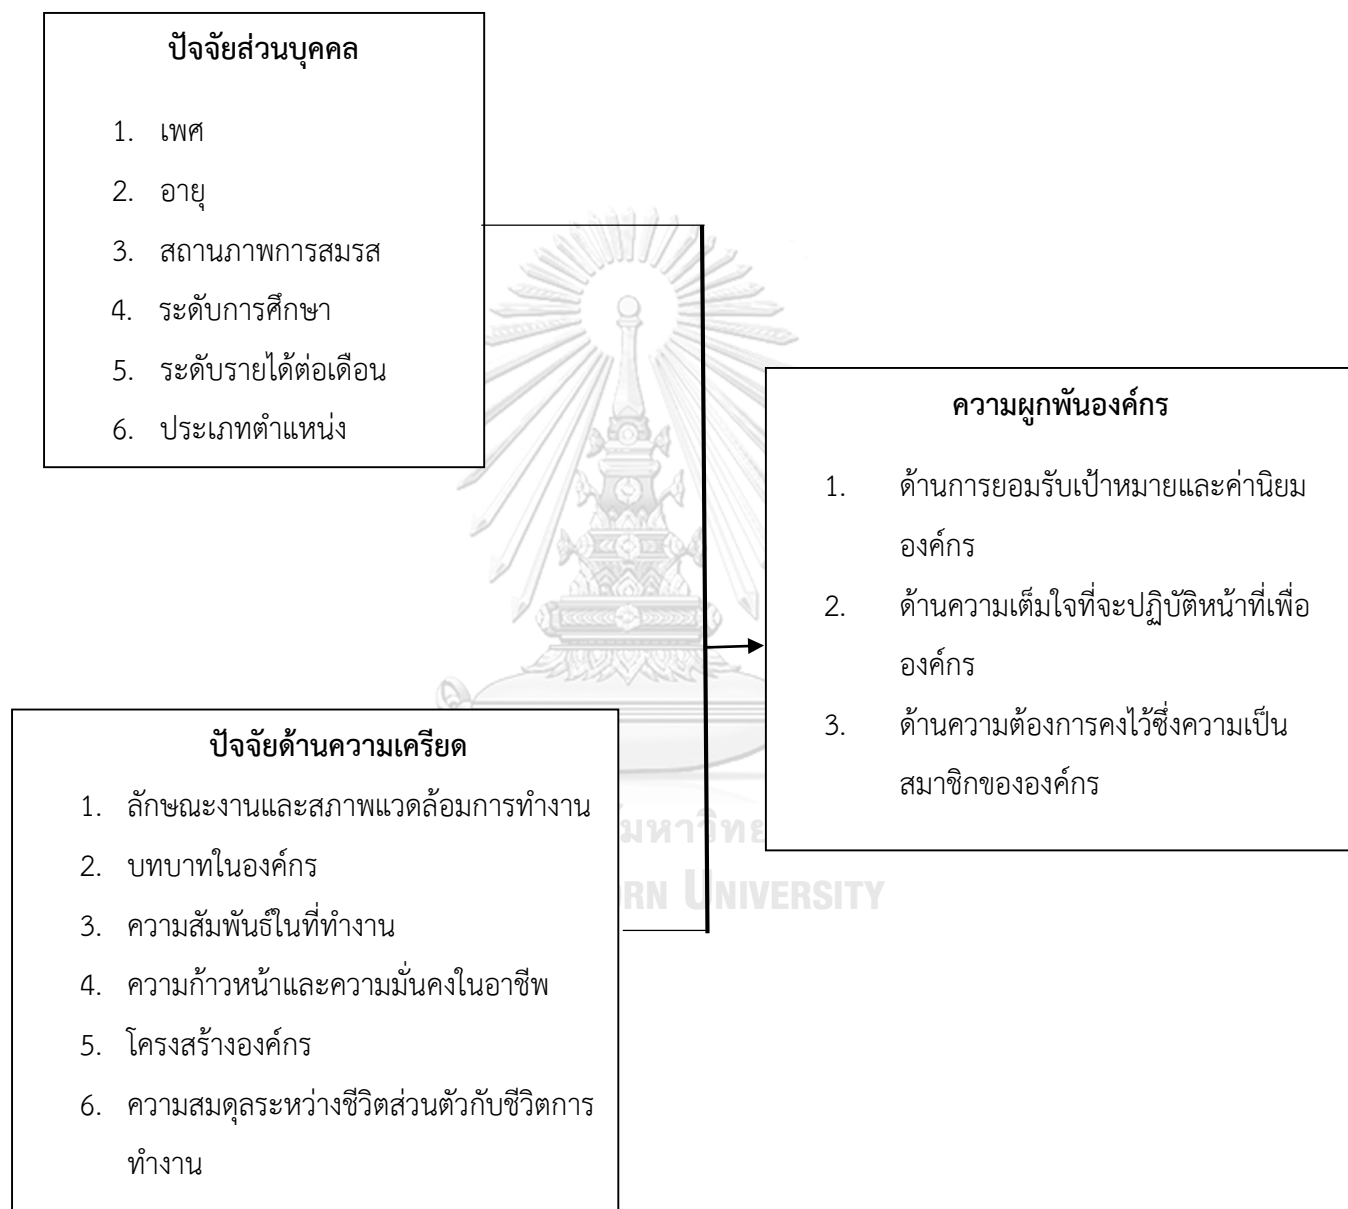 ปัจจัยส่วนบุคคล
1. เพศ
2. อายุ
3. สถานภาพการสมรส
4. ระดับการศึกษา
5. ระดับรายได้ต่อเดือน
6. ประเภทตำแหน่ง
ความผูกพันองค์กร
1. ด้านการยอมรับเป้าหมายและค่านิยม
องค์กร
2. ด้านความเต็มใจที่จะปฏิบัติหน้าที่เพื่อ
องค์กร
3. ด้านความต้องการคงไว้ซึ่งความเป็น
สมาชิกขององค์กร
ปัจจัยด้านความเครียด
1. ลักษณะงานและสภาพแวดล้อมการทำงาน
2. บทบาทในองค์กร
3. ความสัมพันธ์ในที่ทำงาน
4. ความก้าวหน้าและความมั่นคงในอาชีพ
5. โครงสร้างองค์กร
6. ความสมดุลระหว่างชีวิตส่วนตัวกับชีวิตการ
ทำงาน
UNIVERSITY